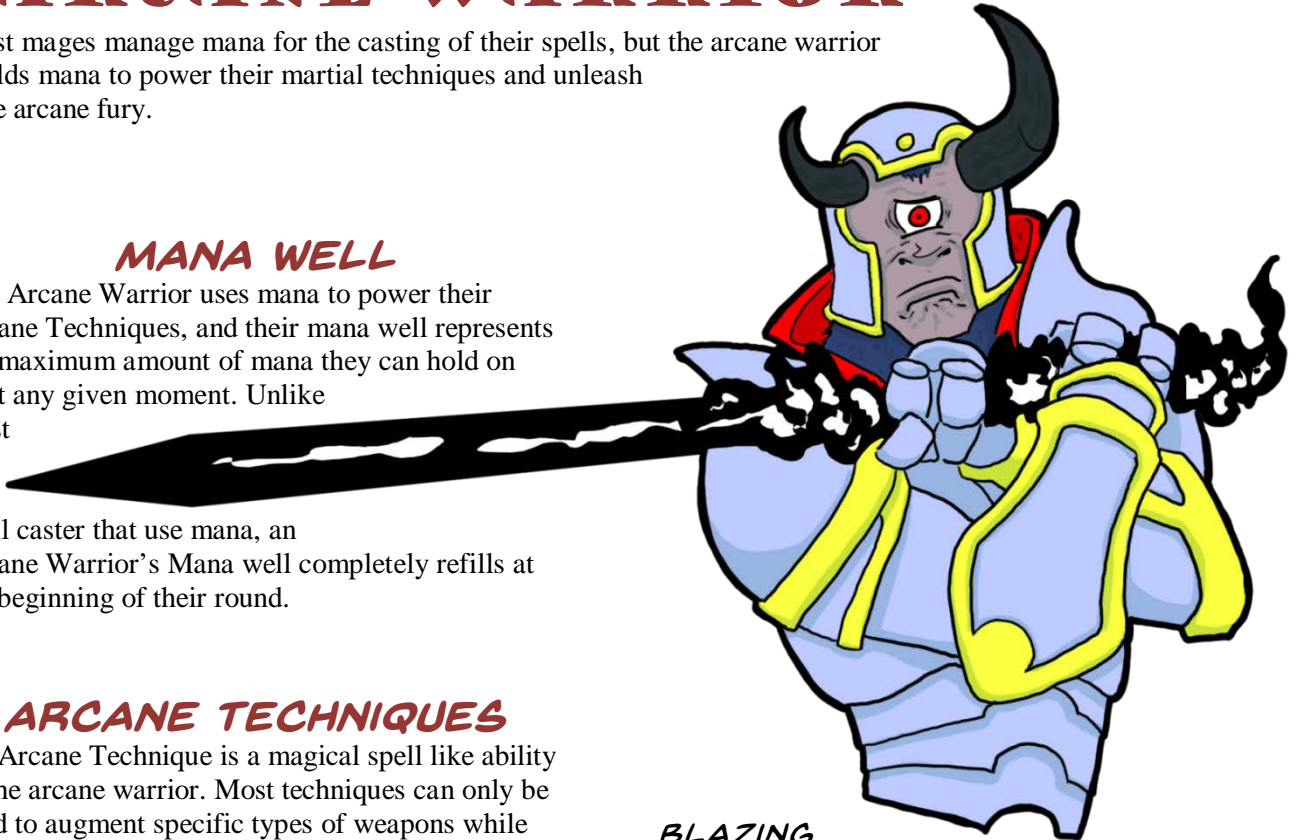 st mages manage mana for the casting of their spells, but the arcane warrior
lds mana to power their martial techniques and unleash
e arcane fury.
MANA WELL
Arcane Warrior uses mana to power their
ane Techniques, and their mana well represents
maximum amount of mana they can hold on
t any given moment. Unlike
st
l caster that use mana, an
ane Warrior's Mana well completely refills at
beginning of their round.
ARCANE TECHNIQUES
Arcane Technique is a magical spell like ability
he arcane warrior. Most techniques can only be
d to augment specific types of weapons while
BLAZING